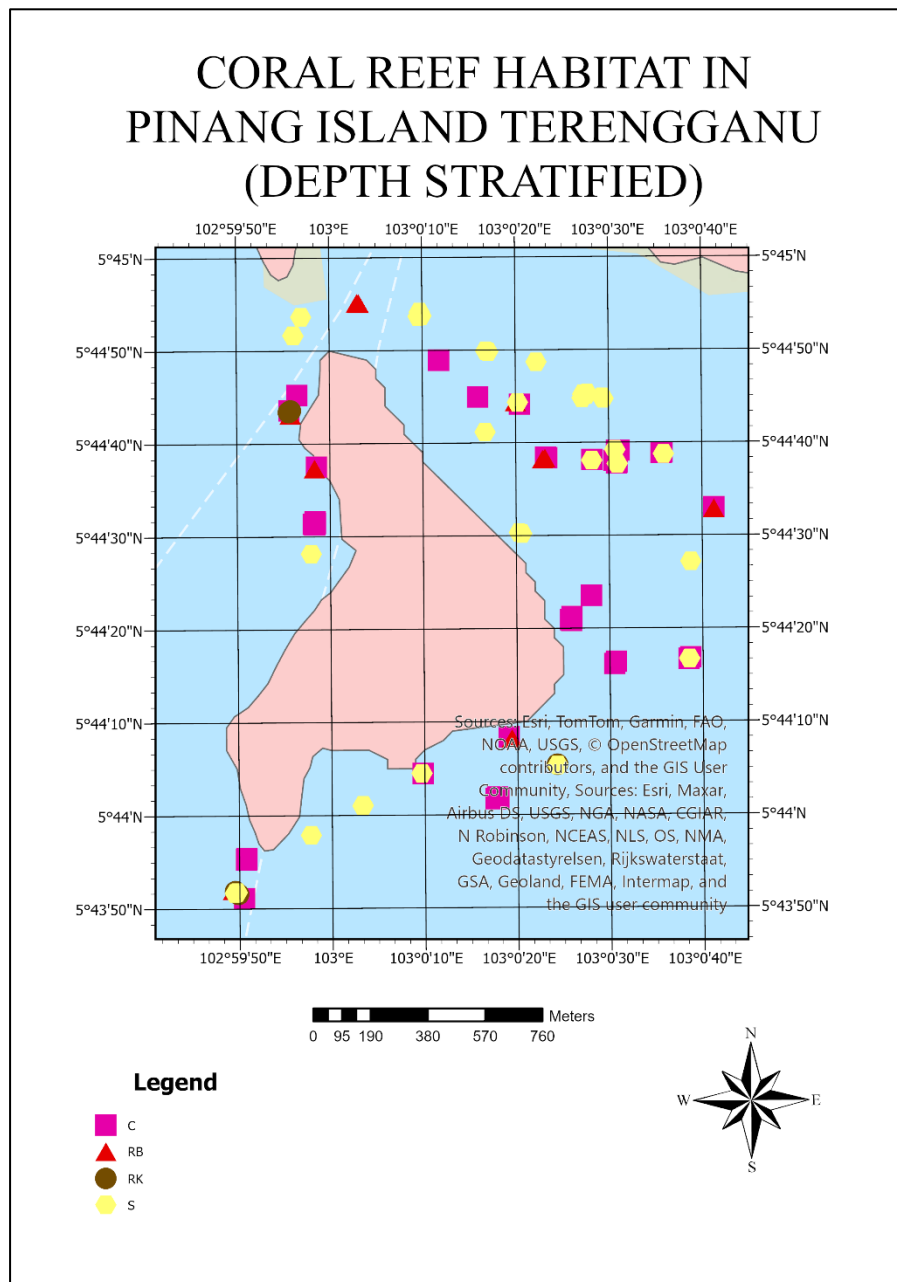 CORAL REEF HABITAT IN
PINANG ISLAND TERENGGANU
(DEPTH STRATIFIED)
102°59'50"E 103°E 103°0'10"E 103°0'20"E 103°0'30"E 103°0'40"E
5°45'N 5°45'N
5°44'50"N 5°44'50"N
5°44'40"N 5°44'40"N
5°44'30"N 5°44'30"N
5°44'20"N 5°44'20"N
5°44'10"N 5°44'10"N
Sources: Esri, TomTom, Garmin, FAO,
NOAA, USGS, © OpenStreetMap
contributors, and the GIS User
Community, Sources: Esri, Maxar,
Airbus DS, USGS, NGA, NASA, CGIAR,
5°44'N 5°44'N
N Robinson, NCEAS, NLS, OS, NMA,
Geodatastyrelsen, Rijkswaterstaat,
GSA, Geoland, FEMA, Intermap, and
the GIS user community
5°43'50"N 5°43'50"N
102°59'50"E 103°E 103°0'10"E 103°0'20"E 103°0'30"E 103°0'40"E
Meters
0 95 190 380 570 760
N
W E
S
Legend
C
RB
RK
S